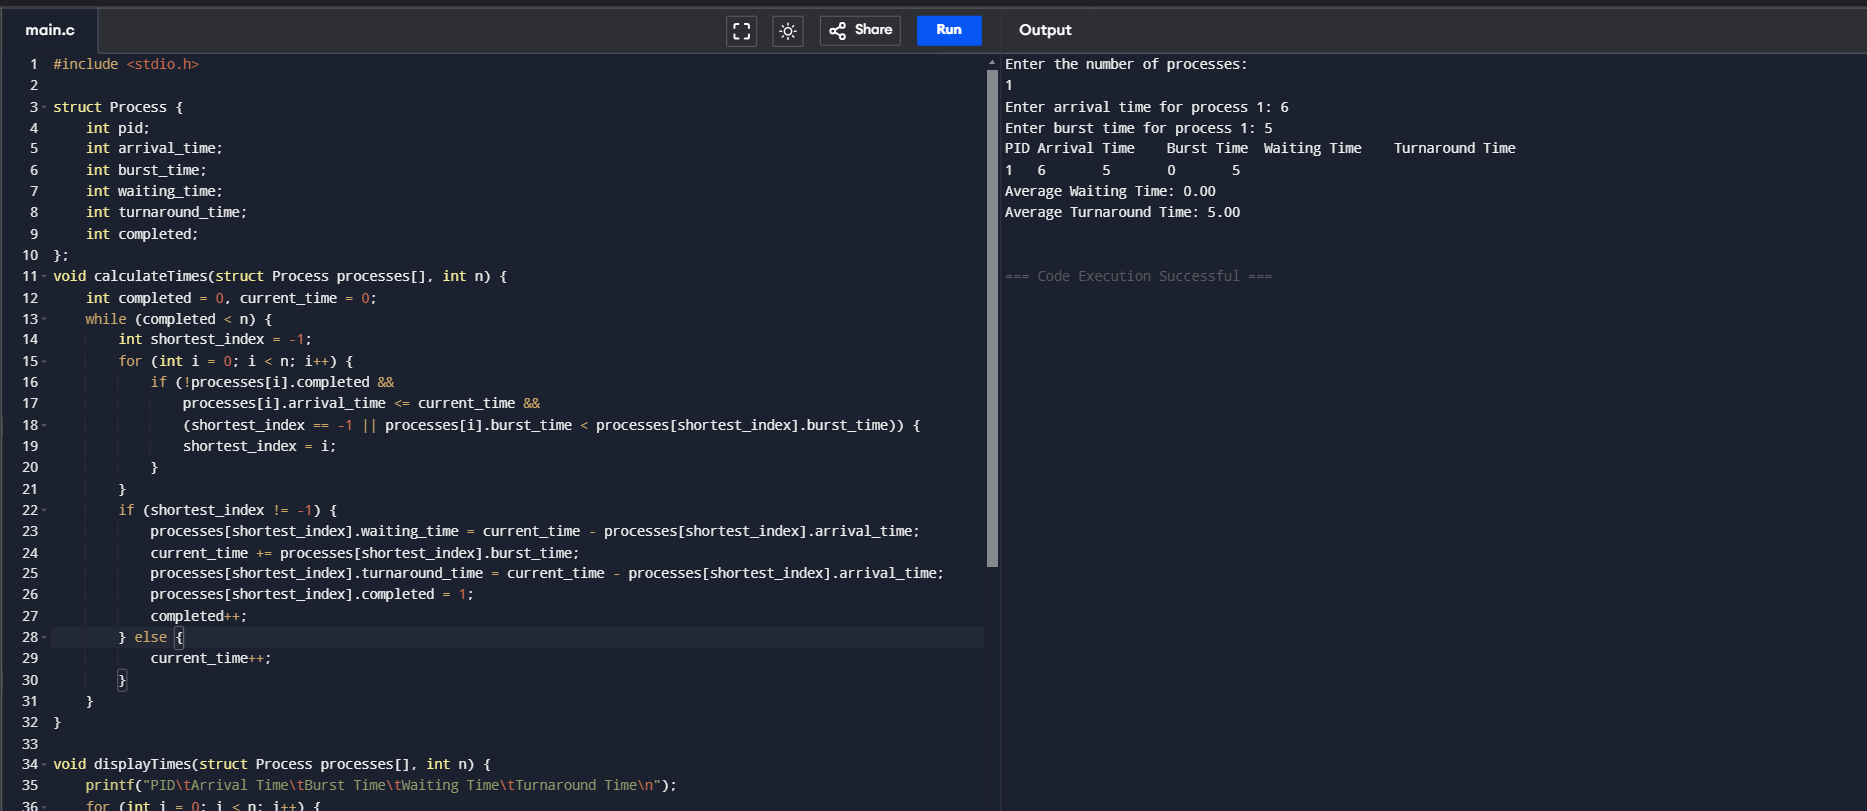 main.c
Share
Run
Output
1 #include <stdio.h>
2
3 struct Process {
4     int pid;
5     int arrival_time;
6     int burst_time;
7     int waiting_time;
8     int turnaround_time;
9     int completed;
10 };
11 void calculateTimes(struct Process processes[], int n) {
12     int completed = 0, current_time = 0;
13     while (completed < n) {
14         int shortest_index = -1;
15         for (int i = 0; i < n; i++) {
16             if (!processes[i].completed &&
17                 processes[i].arrival_time <= current_time &&
18                 (shortest_index == -1 || processes[i].burst_time < processes[shortest_index].burst_time)) {
19                 shortest_index = i;
20             }
21         }
22         if (shortest_index != -1) {
23             processes[shortest_index].waiting_time = current_time - processes[shortest_index].arrival_time;
24             current_time += processes[shortest_index].burst_time;
25             processes[shortest_index].turnaround_time = current_time - processes[shortest_index].arrival_time;
26             processes[shortest_index].completed = 1;
27             completed++;
28         } else {
29             current_time++;
30         }
31     }
32 }
33
34 void displayTimes(struct Process processes[], int n) {
35     printf("PID\tArrival Time\tBurst Time\tWaiting Time\tTurnaround Time\n");
36     for (int i = 0; i < n; i++) {
Enter the number of processes:
1
Enter arrival time for process 1: 6
Enter burst time for process 1: 5
PID Arrival Time    Burst Time  Waiting Time    Turnaround Time
1   6       5       0       5
Average Waiting Time: 0.00
Average Turnaround Time: 5.00
=== Code Execution Successful ===